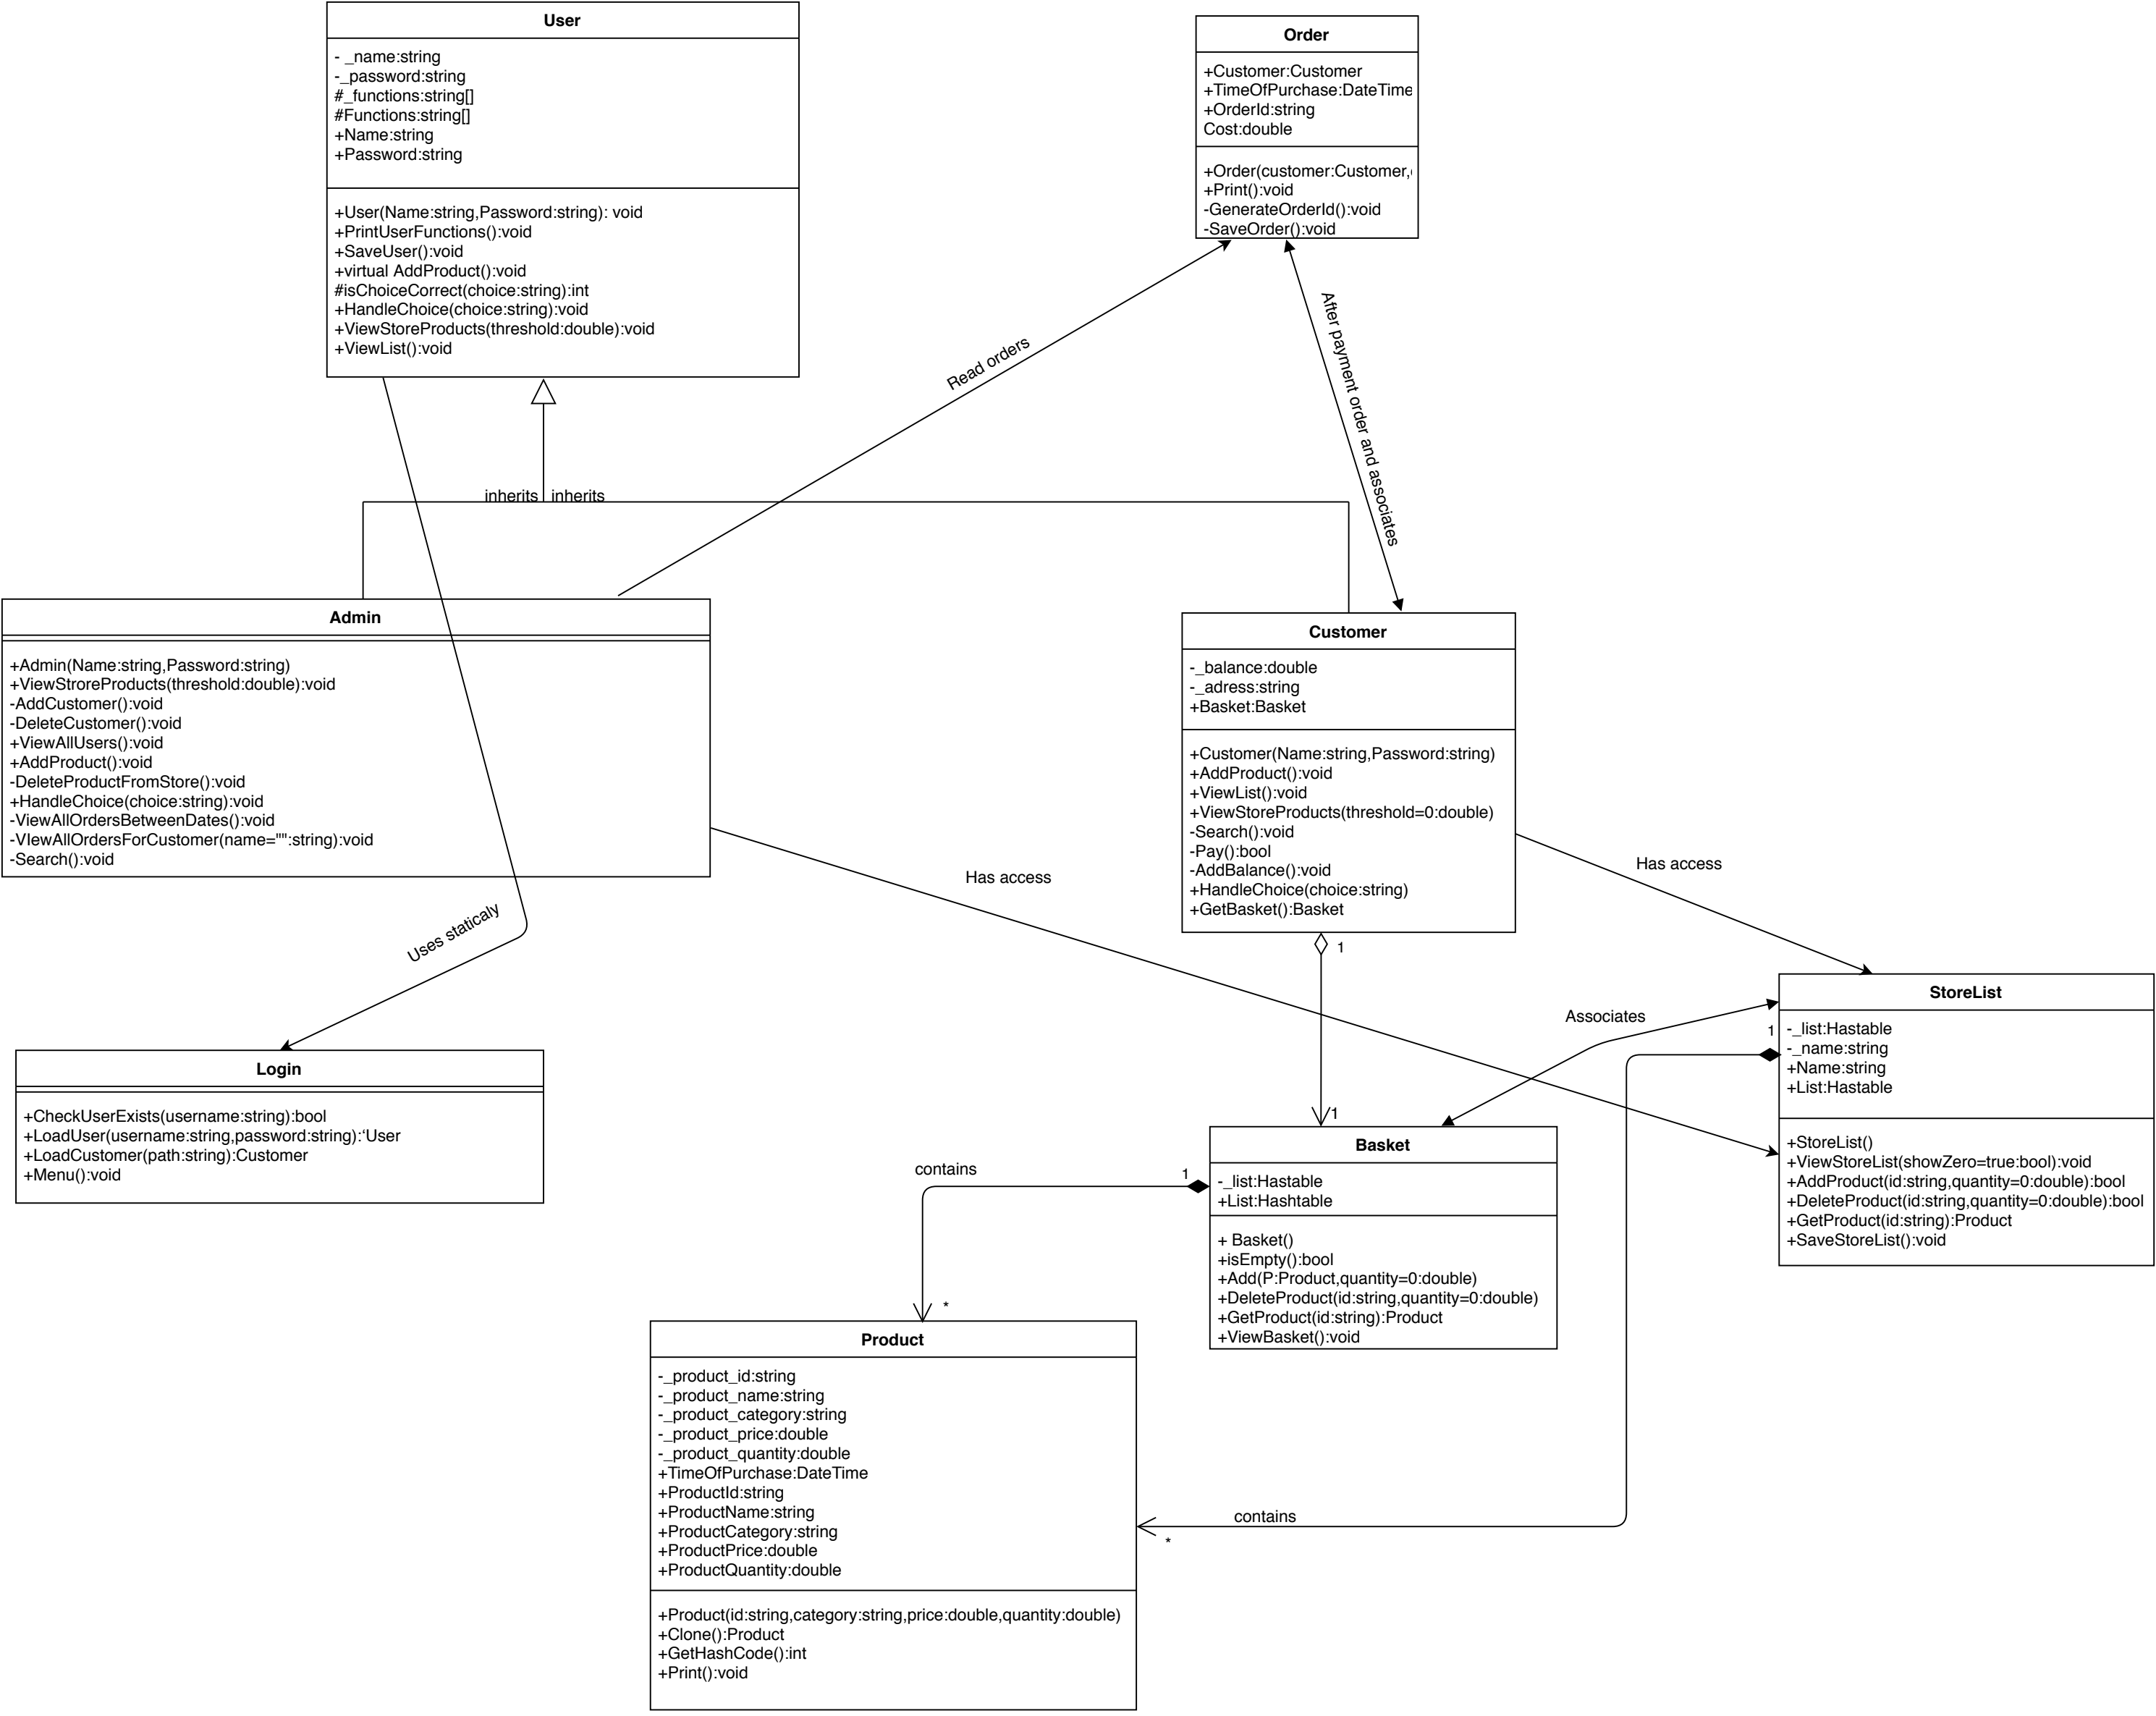 User
- _name:string
-_password:string
#_functions:string[]
#Functions:string[]
+Name:string
+Password:string
+User(Name:string,Password:string): void
+PrintUserFunctions():void
+SaveUser():void
+virtual AddProduct():void
#isChoiceCorrect(choice:string):int
+HandleChoice(choice:string):void
+ViewStoreProducts(threshold:double):void
+ViewList():void
Order
+Customer:Customer
+TimeOfPurchase:DateTime
+OrderId:string
Cost:double
+Order(customer:Customer,
+Print():void
-GenerateOrderId():void
-SaveOrder():void
Read orders
After payment order and associates
inherits
inherits
Admin
+Admin(Name:string,Password:string)
+ViewStroreProducts(threshold:double):void
-AddCustomer():void
-DeleteCustomer():void
+ViewAllUsers():void
+AddProduct():void
-DeleteProductFromStore():void
+HandleChoice(choice:string):void
-ViewAllOrdersBetweenDates():void
-VIewAllOrdersForCustomer(name="":string):void
-Search():void
Customer
-_balance:double
-_adress:string
+Basket:Basket
+Customer(Name:string,Password:string)
+AddProduct():void
+ViewList():void
+ViewStoreProducts(threshold=0:double)
-Search():void
-Pay():bool
-AddBalance():void
+HandleChoice(choice:string)
+GetBasket():Basket
Has access
Has access
Uses staticaly
1
Associates
1
1
StoreList
-_list:Hastable
-_name:string
+Name:string
+List:Hastable
+StoreList()
+ViewStoreList(showZero=true:bool):void
+AddProduct(id:string,quantity=0:double):bool
+DeleteProduct(id:string,quantity=0:double):bool
+GetProduct(id:string):Product
+SaveStoreList():void
Login
+CheckUserExists(username:string):bool
+LoadUser(username:string,password:string):‘User
+LoadCustomer(path:string):Customer
+Menu():void
contains
1
*
Basket
-_list:Hastable
+List:Hashtable
+ Basket()
+isEmpty():bool
+Add(P:Product,quantity=0:double)
+DeleteProduct(id:string,quantity=0:double)
+GetProduct(id:string):Product
+ViewBasket():void
Product
-_product_id:string
-_product_name:string
-_product_category:string
-_product_price:double
-_product_quantity:double
+TimeOfPurchase:DateTime
+ProductId:string
+ProductName:string
+ProductCategory:string
+ProductPrice:double
+ProductQuantity:double
+Product(id:string,category:string,price:double,quantity:double)
+Clone():Product
+GetHashCode():int
+Print():void
contains
*